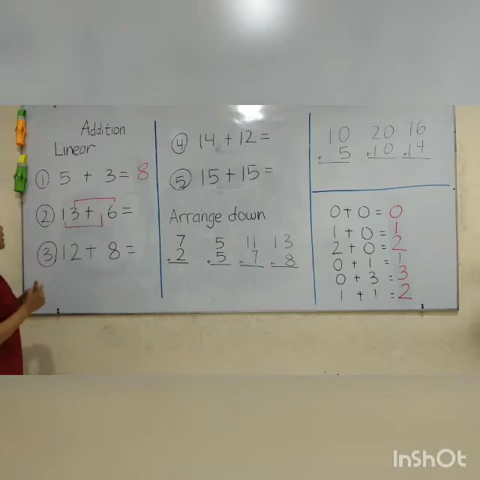 Addition
Linear
① 5 + 3 = 8
② 13 + 6 =
③ 12 + 8 =
④ 14 + 12 =
⑤ 15 + 15 =
Arrange down
7 5 11 13
+2 +5 +7 +8
10 20 16
+5 +10 +14
0 + 0 = 0
1 + 0 = 1
2 + 0 = 2
0 + 1 = 1
0 + 3 = 3
1 + 1 = 2
InShOt